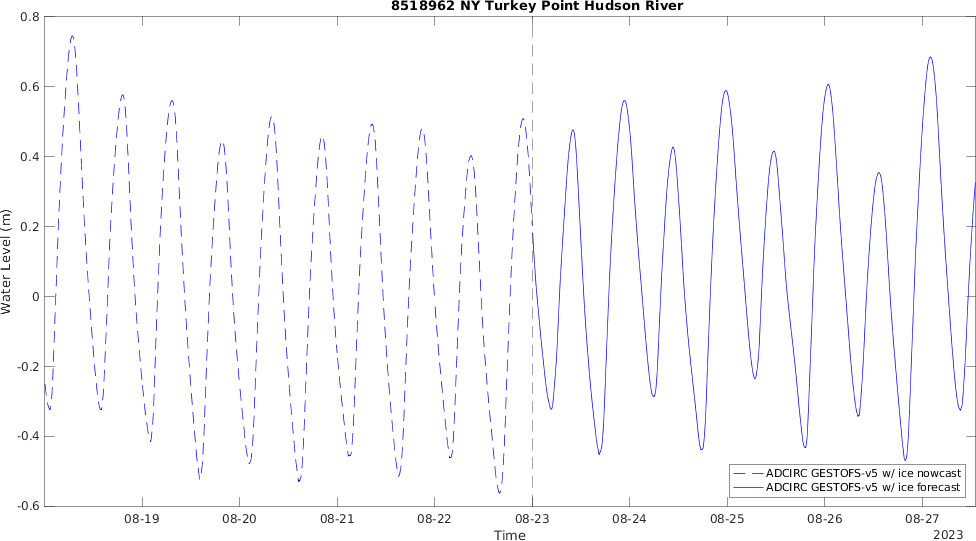 8518962 NY Turkey Point Hudson River
0.8
0.6
0.4
0.2
0
-0.2
-0.4
-0.6
Water Level (m)
ADCIRC GESTOFS-v5 w/ ice nowcast
ADCIRC GESTOFS-v5 w/ ice forecast
08-19 08-20 08-21 08-22 08-23 08-24 08-25 08-26 08-27
Time
2023